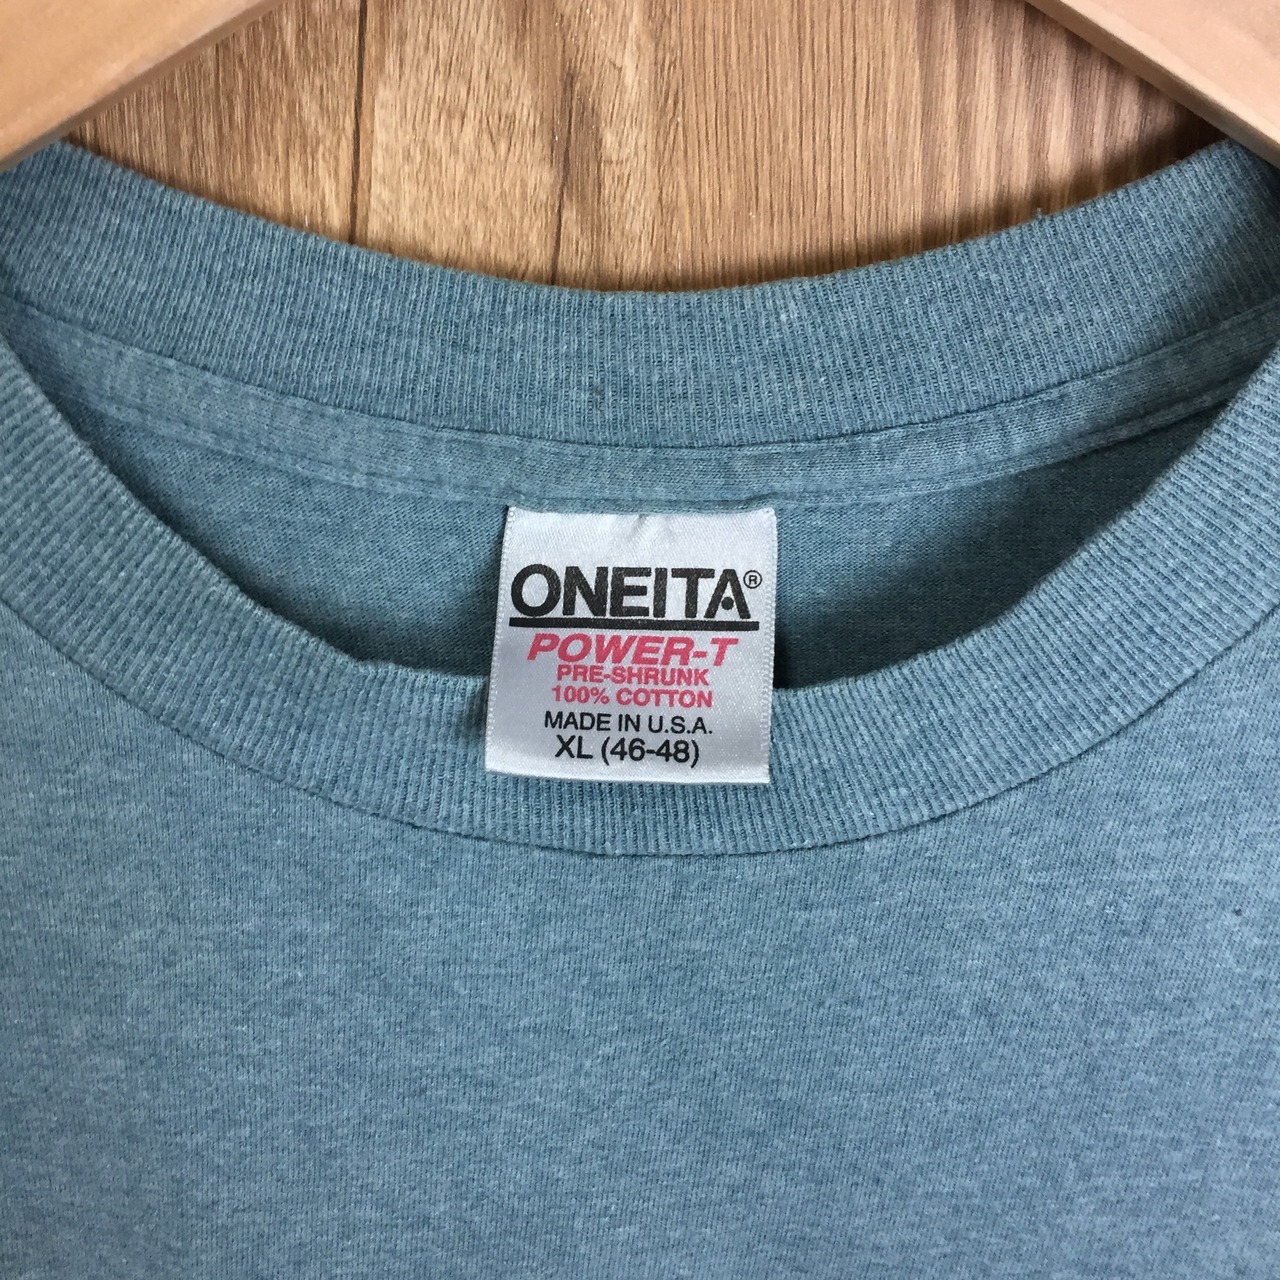 ONEITA®
POWER-T
PRE-SHRUNK
100% COTTON
MADE IN U.S.A.
XL (46-48)